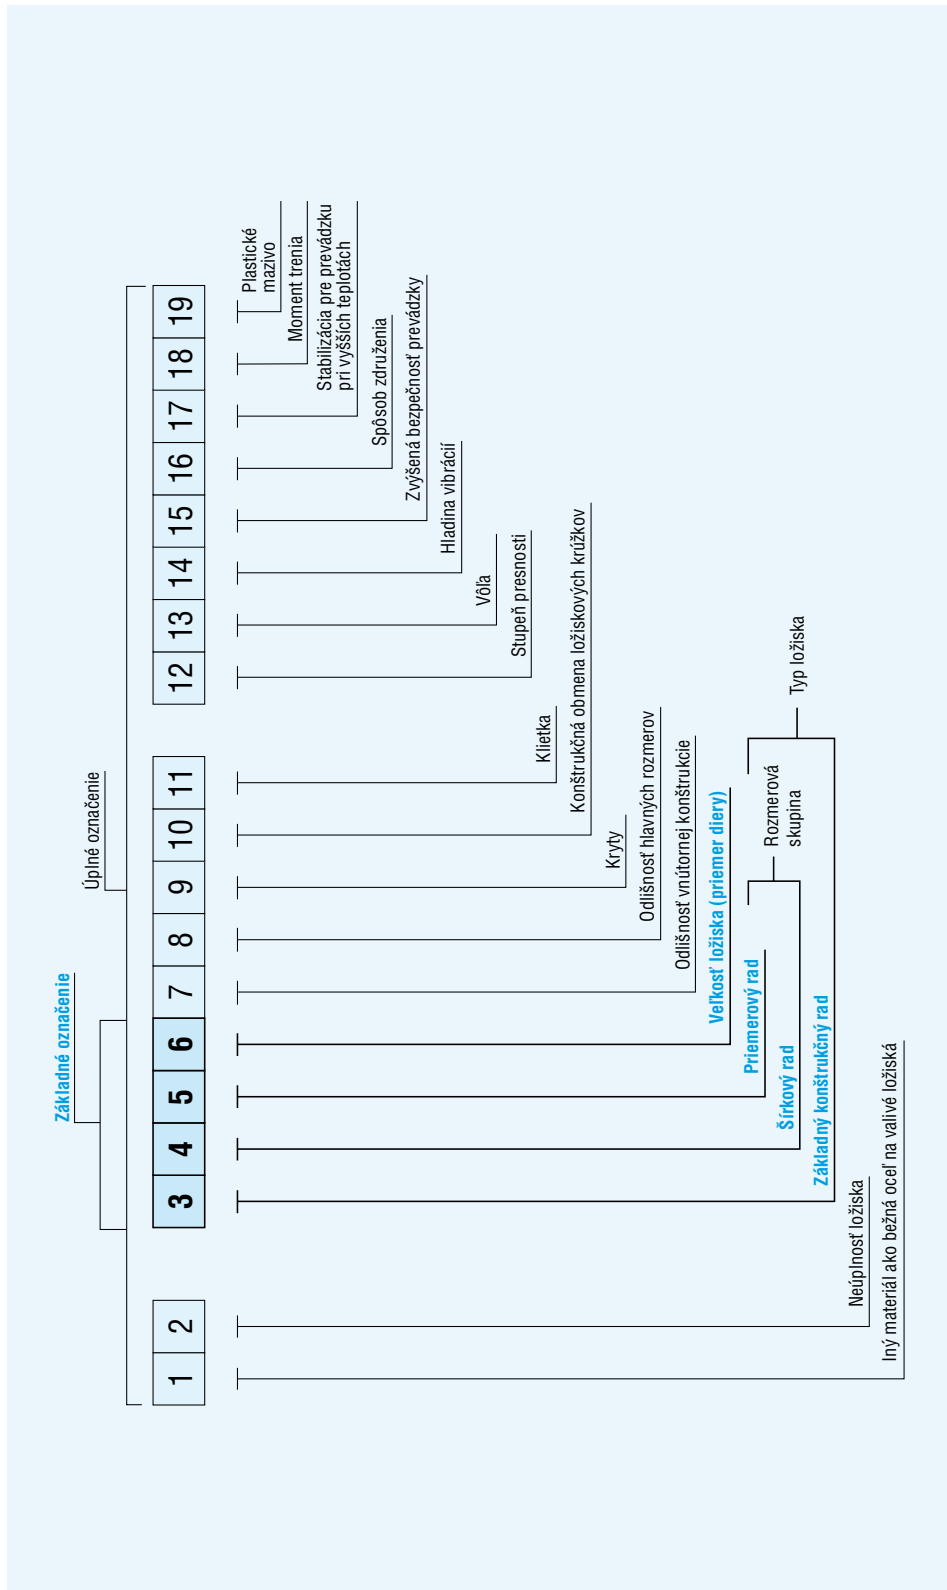 Základné označenie
Úplné označenie
1 2 3 4 5 6 7 8 9 10 11 12 13 14 15 16 17 18 19
Plastické
mazivo
Moment trenia
Stabilizácia pre prevádzku
pri vyšších teplotách
Spôsob združenia
Zvýšená bezpečnosť prevádzky
Hladina vibrácií
Vôľa
Stupeň presnosti
Klietka
Konštrukčná obmena ložiskových krúžkov
Kryty
Odlišnosť hlavných rozmerov
Odlišnosť vnútornej konštrukcie
Veľkosť ložiska (priemer diery)
Priemerový rad
Rozmerová
skupina
Šírkový rad
Typ ložiska
Základný konštrukčný rad
Neúplnosť ložiska
Iný materiál ako bežná oceľ na valivé ložiská